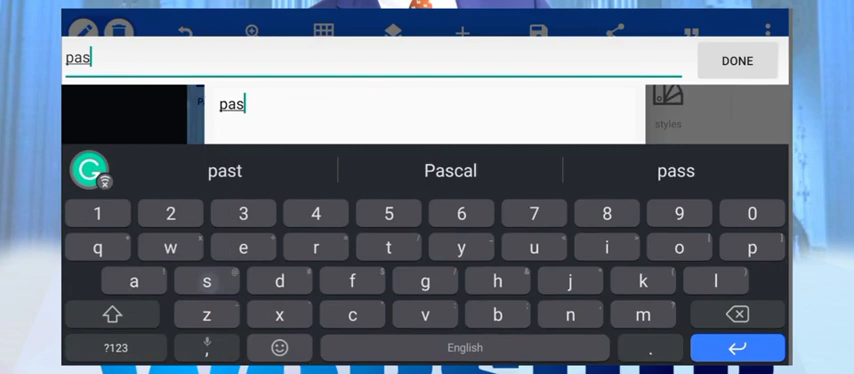 pas
DONE
pas
styles
past Pascal pass
1 2 3 4 5 6 7 8 9 0
q w e r t y u i o p
a s d f g h j k l
z x c v b n m
?123 , English .